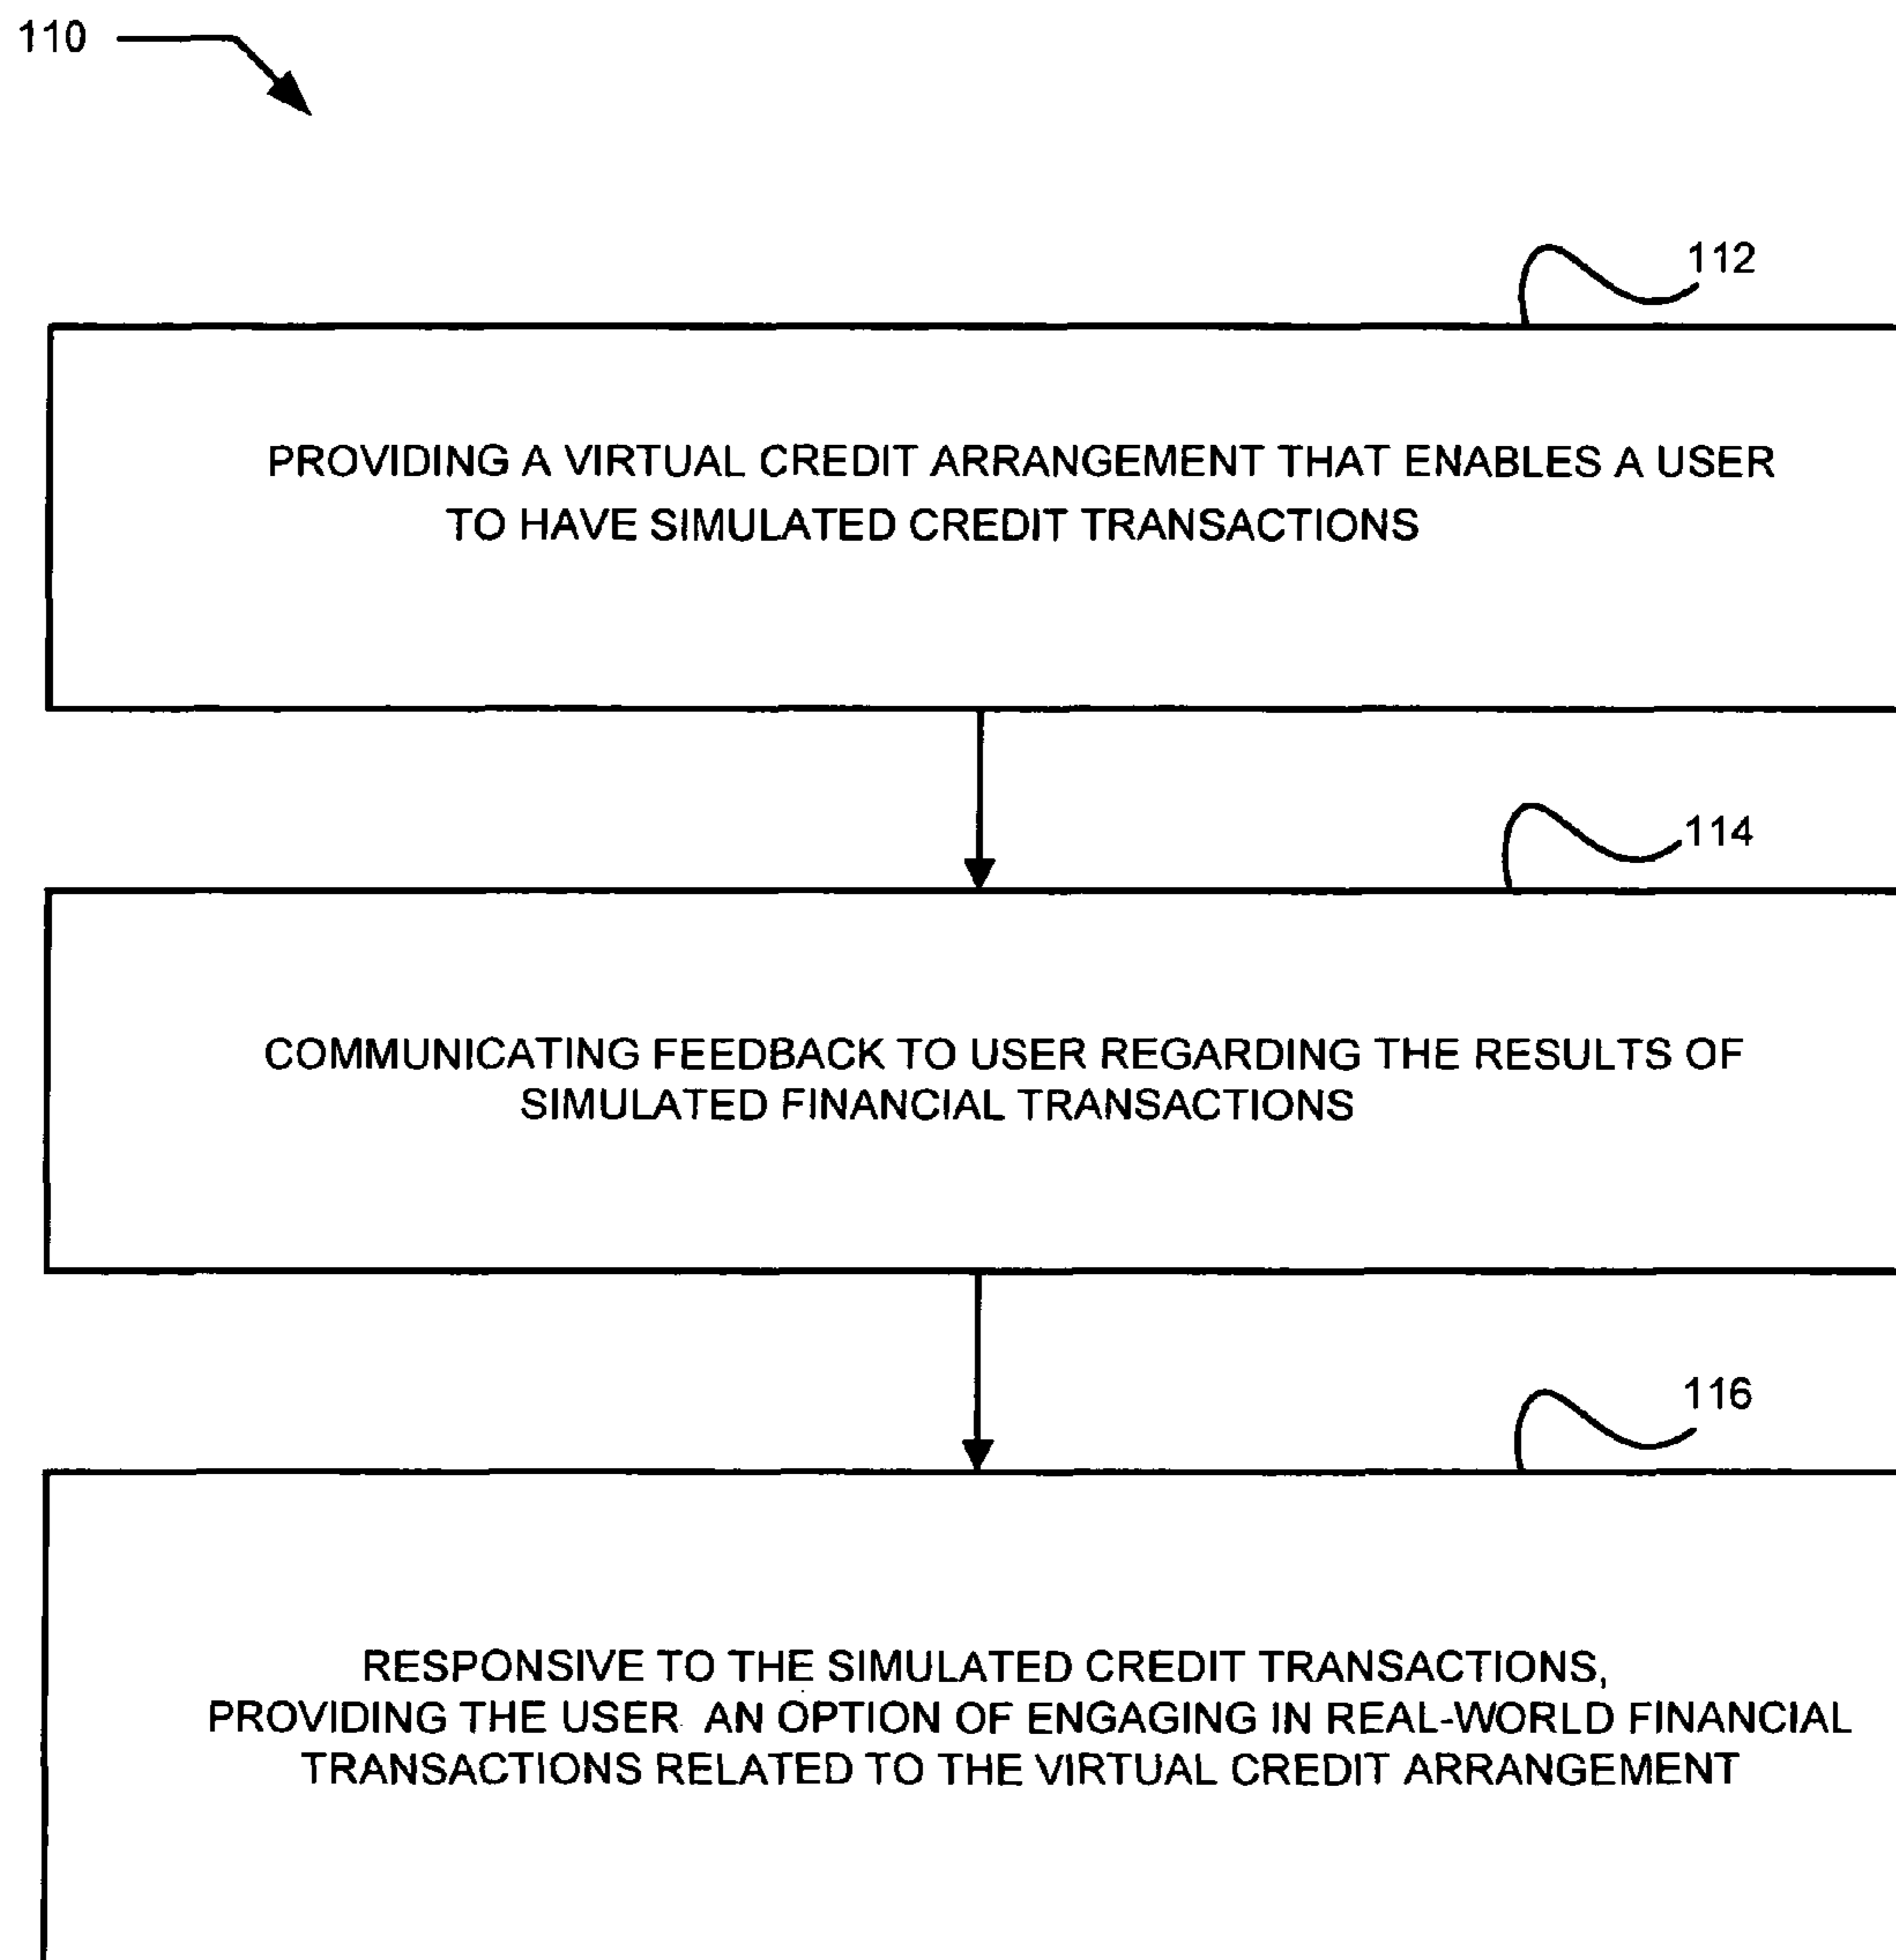 110
112
PROVIDING A VIRTUAL CREDIT ARRANGEMENT THAT ENABLES A USER
TO HAVE SIMULATED CREDIT TRANSACTIONS
114
COMMUNICATING FEEDBACK TO USER REGARDING THE RESULTS OF
SIMULATED FINANCIAL TRANSACTIONS
116
RESPONSIVE TO THE SIMULATED CREDIT TRANSACTIONS,
PROVIDING THE USER AN OPTION OF ENGAGING IN REAL-WORLD FINANCIAL
TRANSACTIONS RELATED TO THE VIRTUAL CREDIT ARRANGEMENT